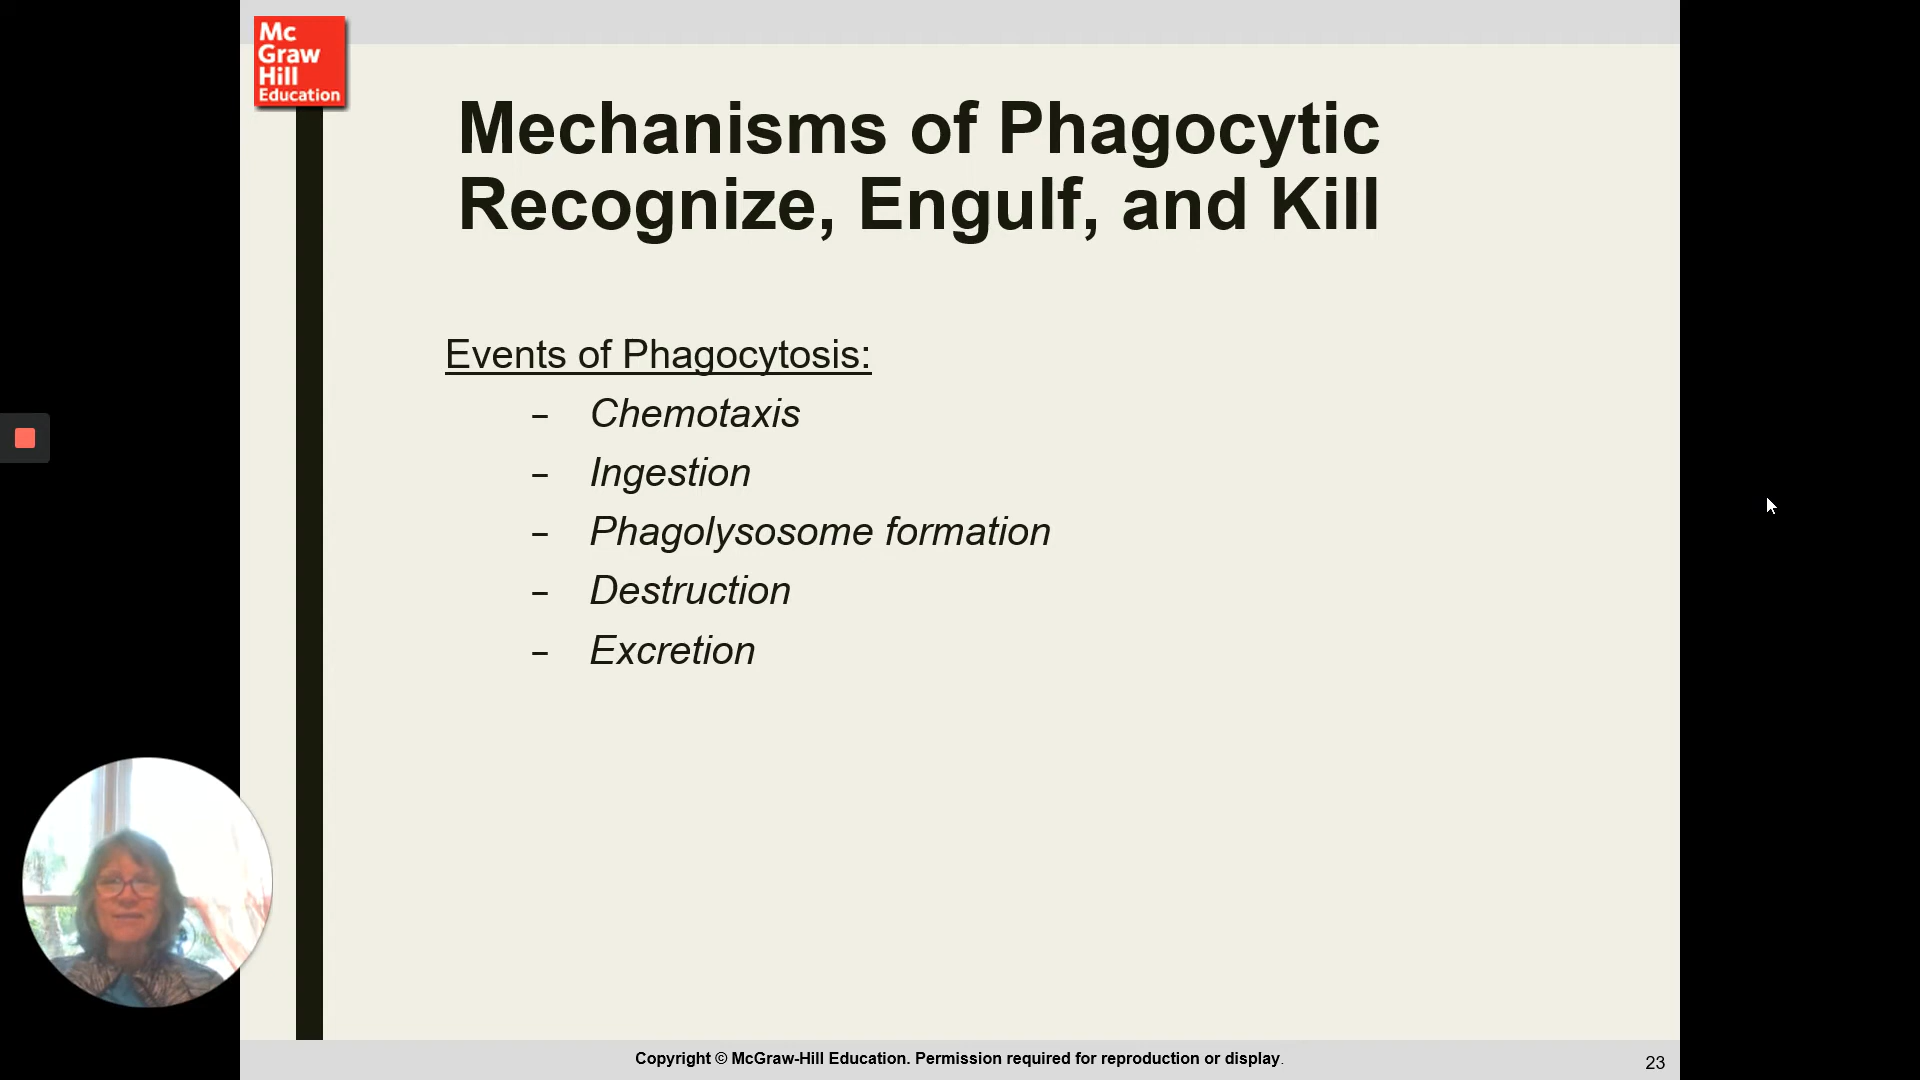 Mc
Graw
Hill
Education
Mechanisms of Phagocytic
Recognize, Engulf, and Kill
Events of Phagocytosis:
– Chemotaxis
– Ingestion
– Phagolysosome formation
– Destruction
– Excretion
Copyright © McGraw-Hill Education. Permission required for reproduction or display.
23